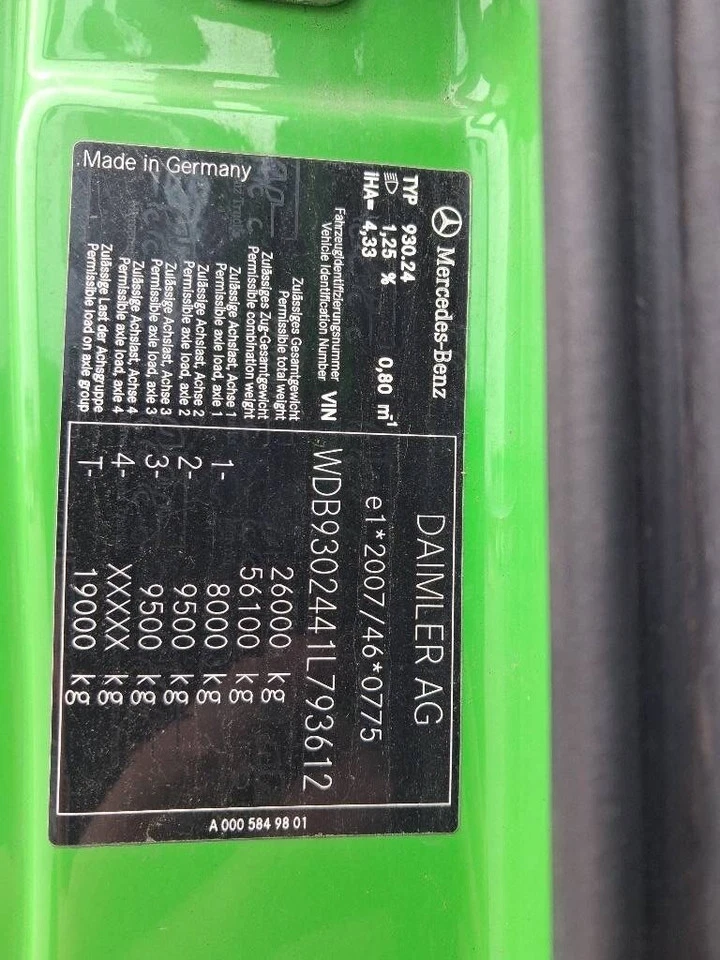 Mercedes-Benz
DAIMLER AG
TYP 930.24
1,25 % 0,80 m-1
iHA= 4,33
e1*2007/46*0775
Fahrzeugidentifizierungsnummer
Vehicle Identification Number VIN WDB9302441L793612
Zulässiges Gesamtgewicht
Permissible total weight 26000 kg
Zulässiges Zug-Gesamtgewicht
Permissible combination weight 56100 kg
Zulässige Achslast, Achse 1
Permissible axle load, axle 1 1- 8000 kg
Zulässige Achslast, Achse 2
Permissible axle load, axle 2 2- 9500 kg
Zulässige Achslast, Achse 3
Permissible axle load, axle 3 3- 9500 kg
Zulässige Achslast, Achse 4
Permissible axle load, axle 4 4- XXXXX kg
Zulässige Last der Achsgruppe
Permissible load on axle group T- 19000 kg
Made in Germany
A 000 584 98 01